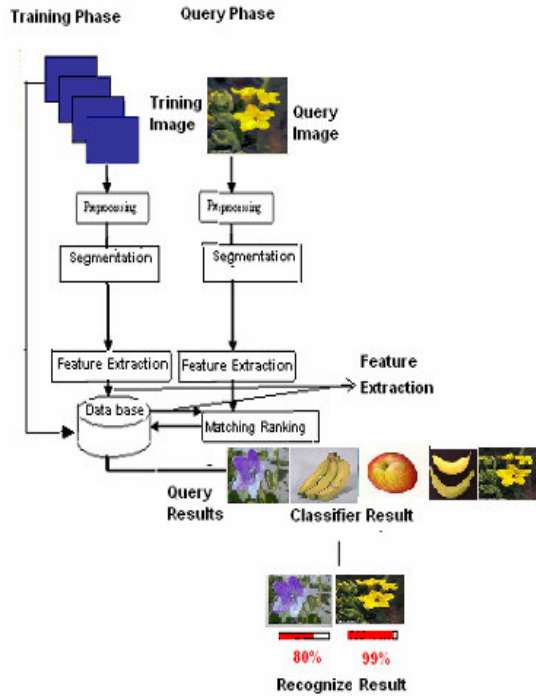 Training Phase
Query Phase
Trining
Image
Query
Image
Preprocessing
Preprocessing
Segmentation
Segmentation
Feature Extraction
Feature Extraction
Feature
Extraction
Data base
Matching Ranking
Query
Results
Classifier Result
80%
99%
Recognize Result